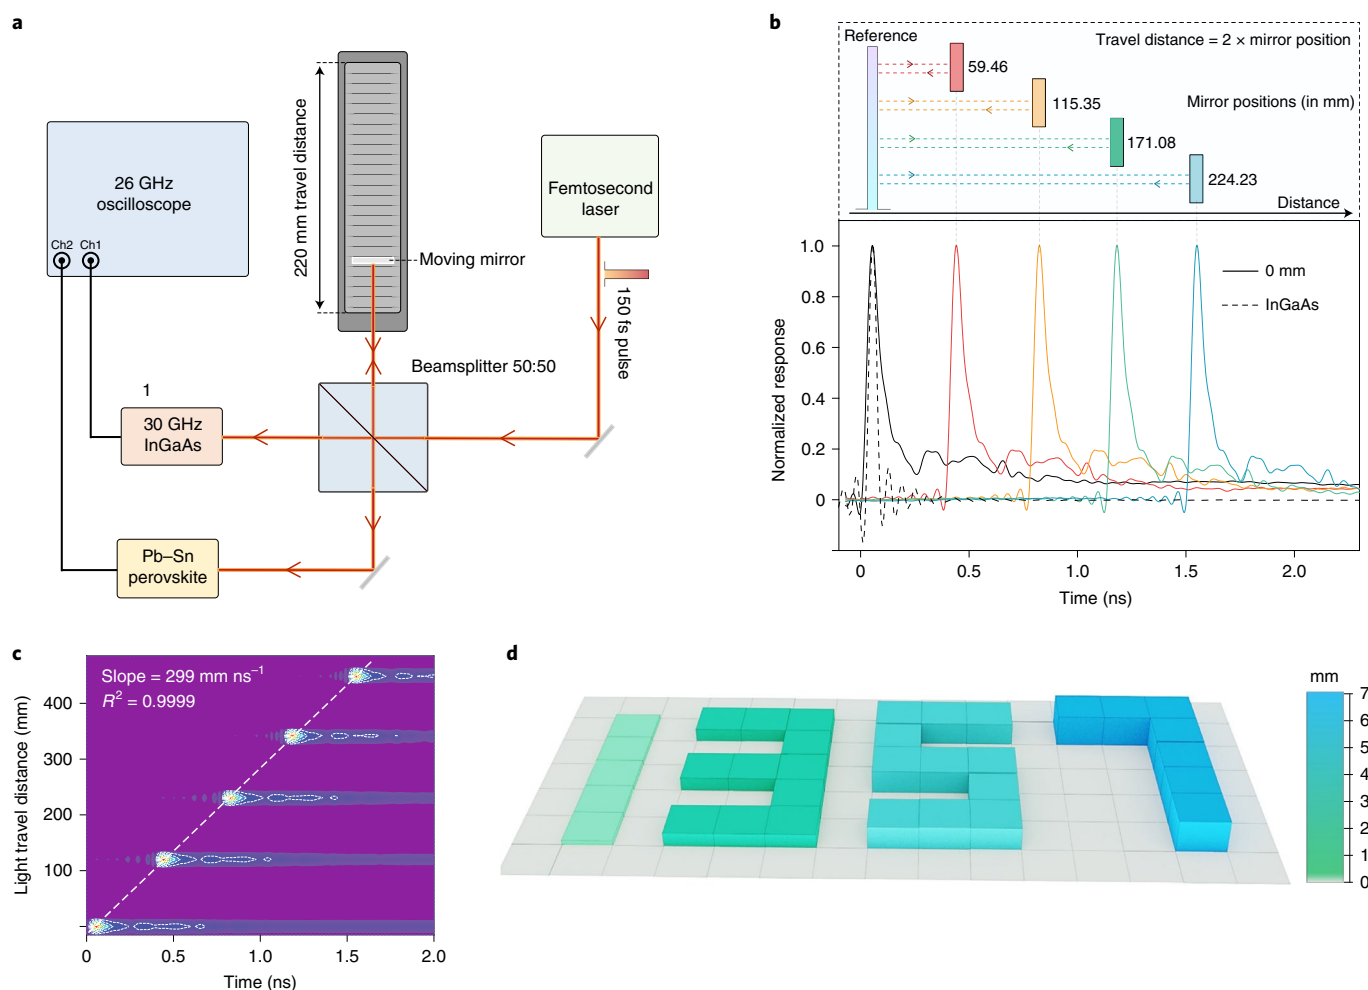 a
26 GHz
oscilloscope
Ch2
Ch1
220 mm travel distance
Moving mirror
Femtosecond
laser
150 fs pulse
Beamsplitter 50:50
1
30 GHz
InGaAs
Pb–Sn
perovskite
b
Reference
Travel distance = 2 × mirror position
59.46
115.35
Mirror positions (in mm)
171.08
224.23
Distance
Normalized response
1.0
0.8
0.6
0.4
0.2
0
0 mm
InGaAs
0 0.5 1.0 1.5 2.0
Time (ns)
c
Slope = 299 mm ns⁻¹
R² = 0.9999
Light travel distance (mm)
400
300
200
100
0 0.5 1.0 1.5 2.0
Time (ns)
d
mm
7
6
5
4
3
2
1
0